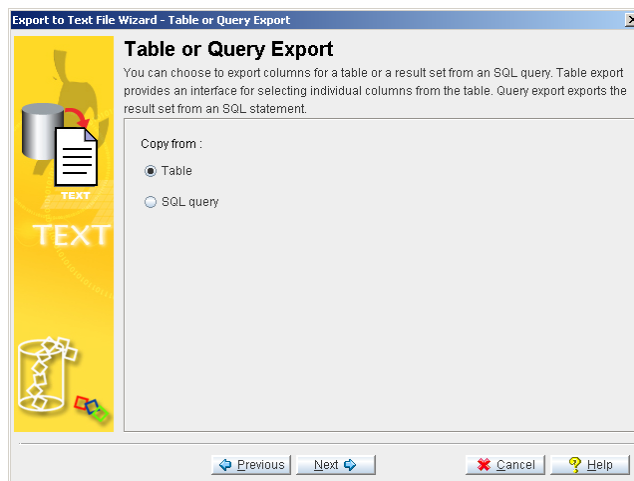 Export to Text File Wizard - Table or Query Export
Table or Query Export
You can choose to export columns for a table or a result set from an SQL query. Table export
provides an interface for selecting individual columns from the table. Query export exports the
result set from an SQL statement.
Copy from :
Table
SQL query
TEXT
TEXT
Previous
Next
Cancel
Help